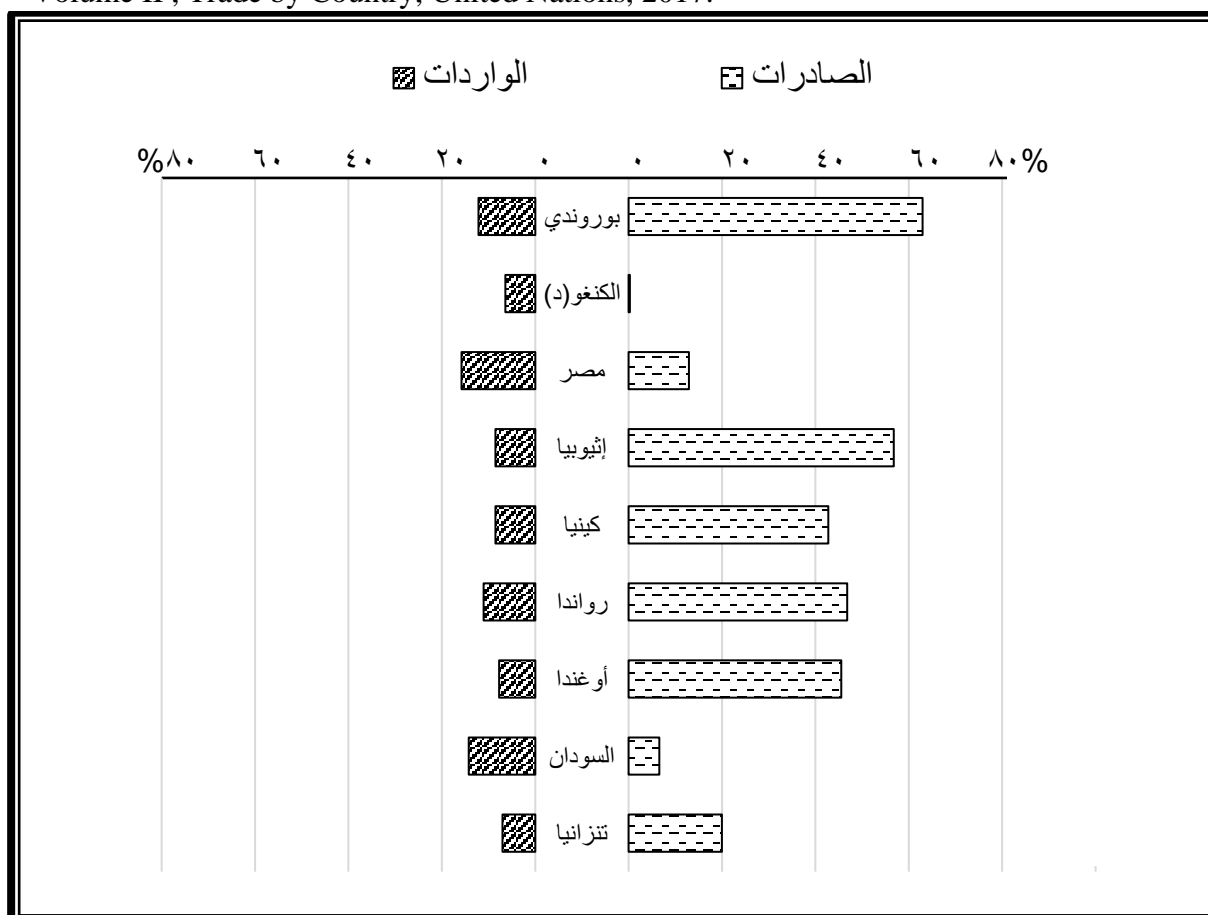 Volume II , Trade by Country, United Nations, 2017.
الصادرات الواردات
%٨٠ ٦٠ ٤٠ ٢٠ ٠ ٠ ٢٠ ٤٠ ٦٠ ٨٠%
بوروندي
الكنغو(د)
مصر
إثيوبيا
كينيا
رواندا
أوغندا
السودان
تنزانيا